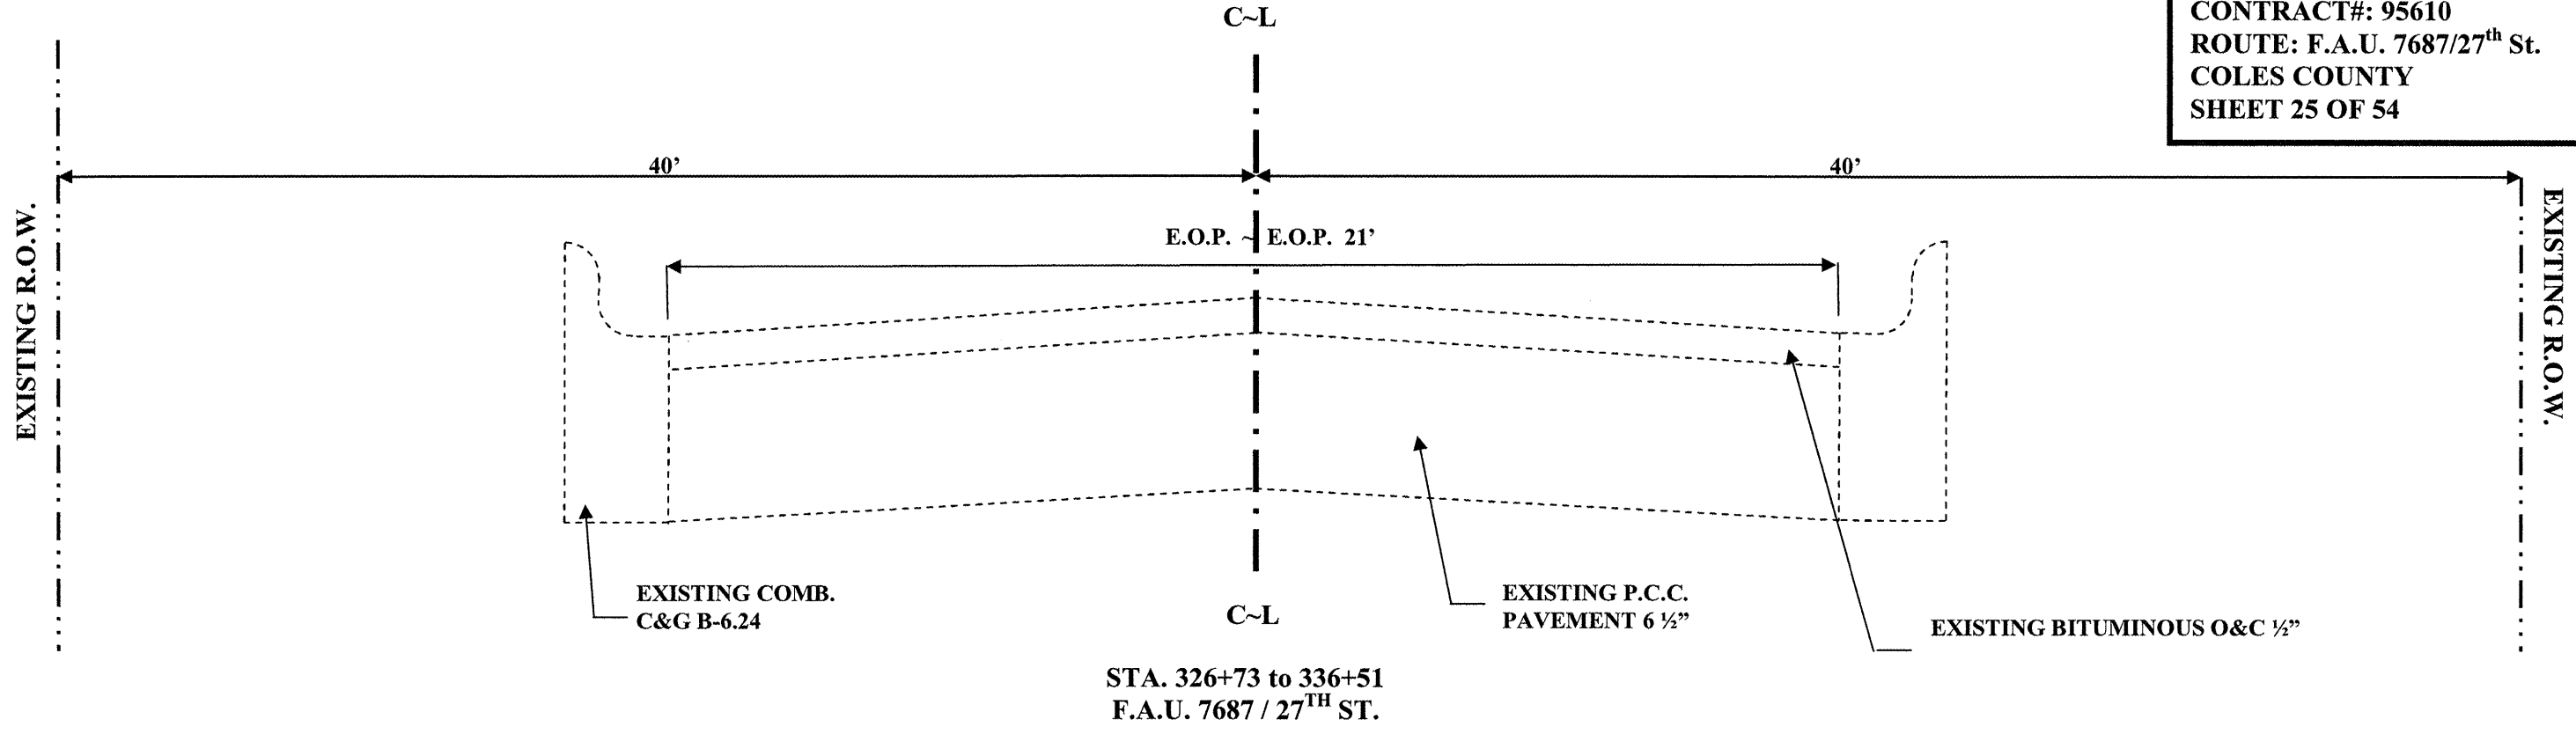 C~L
CONTRACT#: 95610
ROUTE: F.A.U. 7687/27th St.
COLES COUNTY
SHEET 25 OF 54
40’
40’
EXISTING R.O.W.
EXISTING R.O.W.
E.O.P. ~ E.O.P. 21’
EXISTING COMB.
C&G B-6.24
C~L
EXISTING P.C.C.
PAVEMENT 6 ½”
EXISTING BITUMINOUS O&C ½”
STA. 326+73 to 336+51
F.A.U. 7687 / 27TH ST.